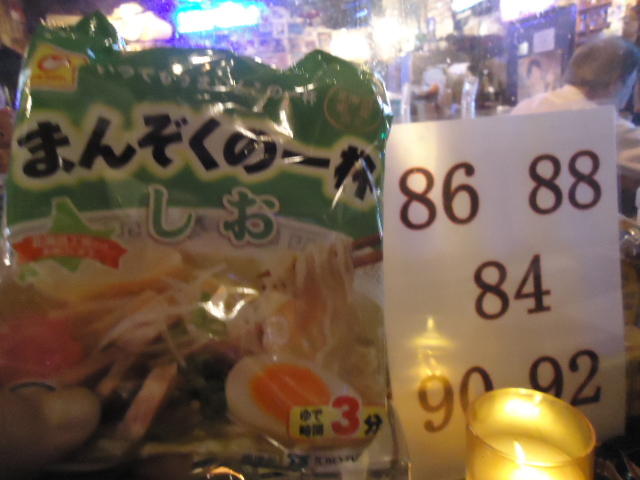 まんぞくの一杯
しお
ゆで
時間 3分
86 88
84
90 92